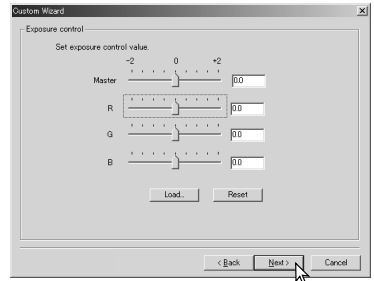 Custom Wizard
Exposure control
Set exposure control value.
-2 0 +2
Master 0.0
R 0.0
G 0.0
B 0.0
Load... Reset
< Back Next > Cancel